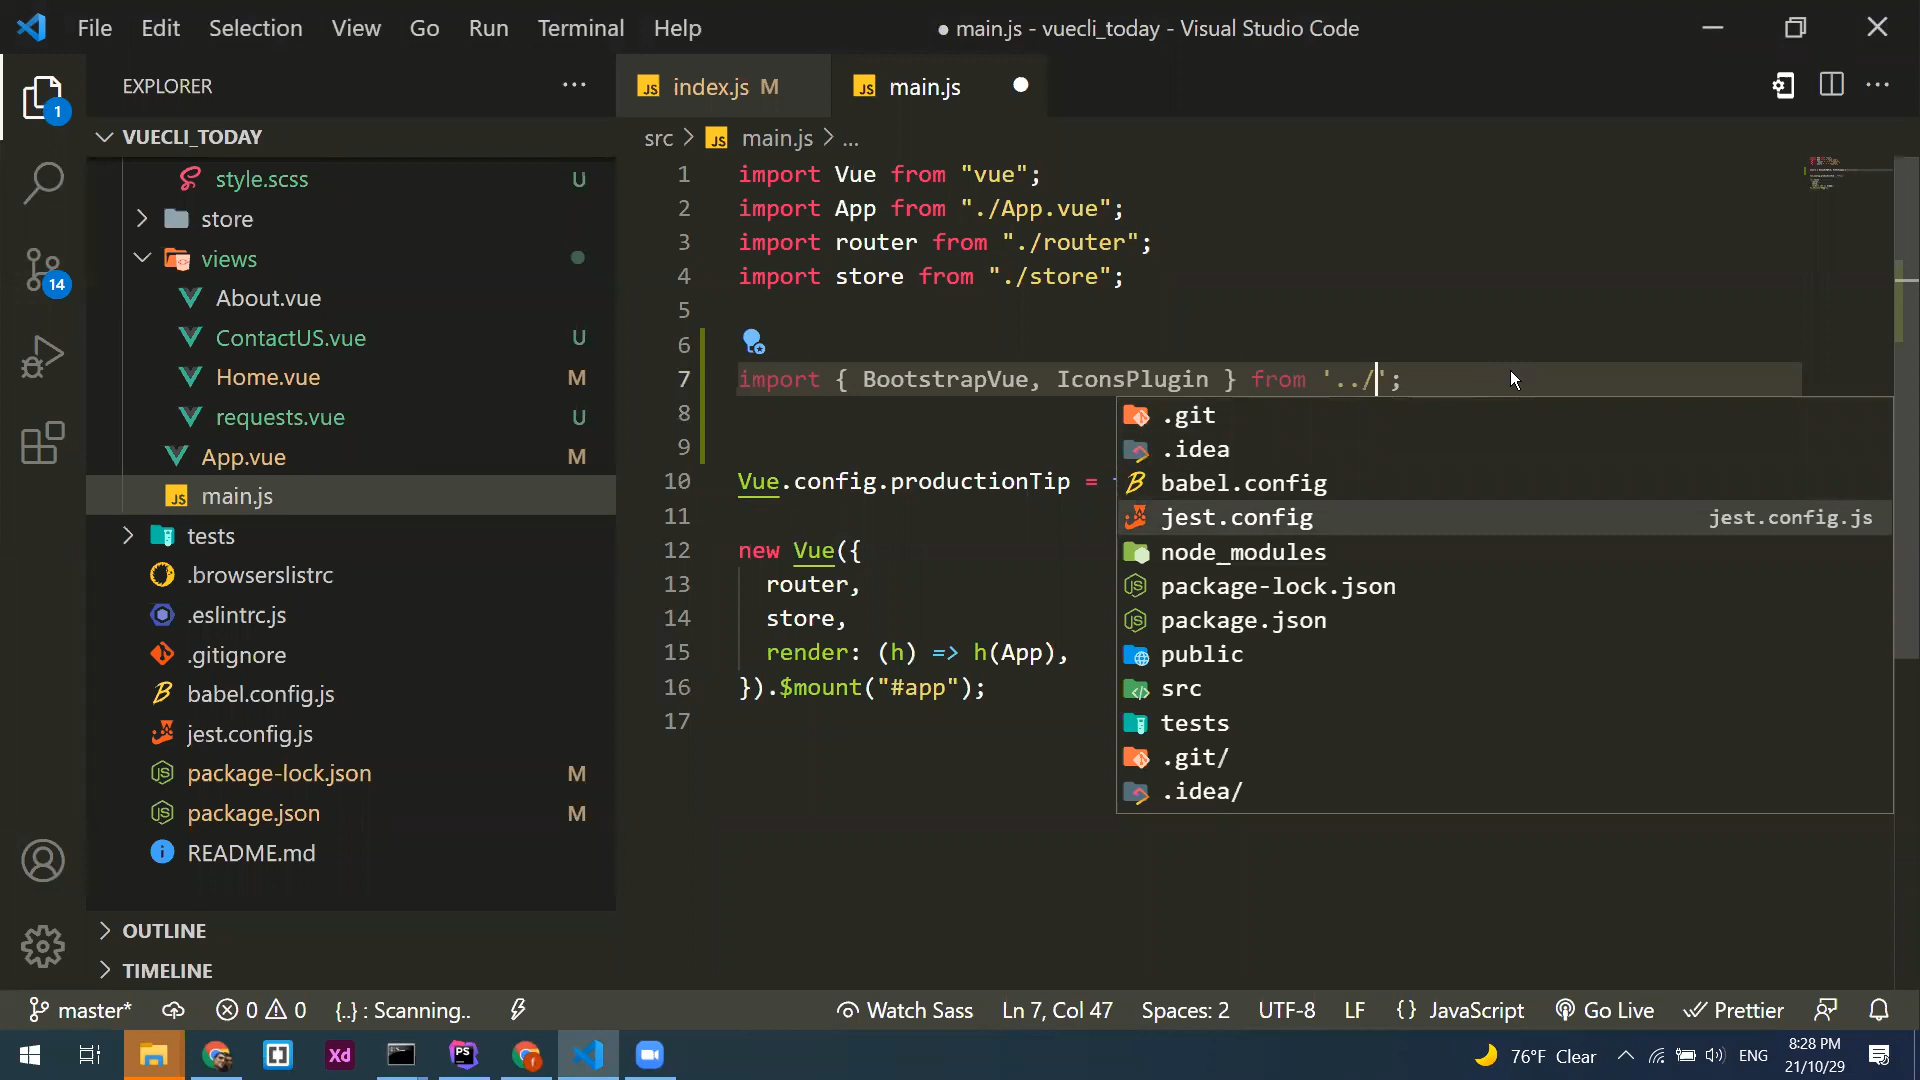 File Edit Selection View Go Run Terminal Help
● main.js - vuecli_today - Visual Studio Code
EXPLORER
1
VUECLI_TODAY
style.scss U
store
views
14
About.vue
ContactUS.vue U
Home.vue M
requests.vue U
App.vue M
main.js
tests
.browserslistrc
.eslintrc.js
.gitignore
babel.config.js
jest.config.js
package-lock.json M
package.json M
README.md
OUTLINE
TIMELINE
JS index.js M
JS main.js
src > JS main.js > ...
1 import Vue from "vue";
2 import App from "./App.vue";
3 import router from "./router";
4 import store from "./store";
5
6
7 import { BootstrapVue, IconsPlugin } from '../';
8
9
10 Vue.config.productionTip =
11
12 new Vue({
13 router,
14 store,
15 render: (h) => h(App),
16 }).$mount("#app");
17
.git
.idea
babel.config
jest.config jest.config.js
node_modules
package-lock.json
package.json
public
src
tests
.git/
.idea/
master* 0 0 {..} : Scanning..
Watch Sass Ln 7, Col 47 Spaces: 2 UTF-8 LF {} JavaScript Go Live Prettier
Xd PS
76°F Clear ENG
8:28 PM
21/10/29